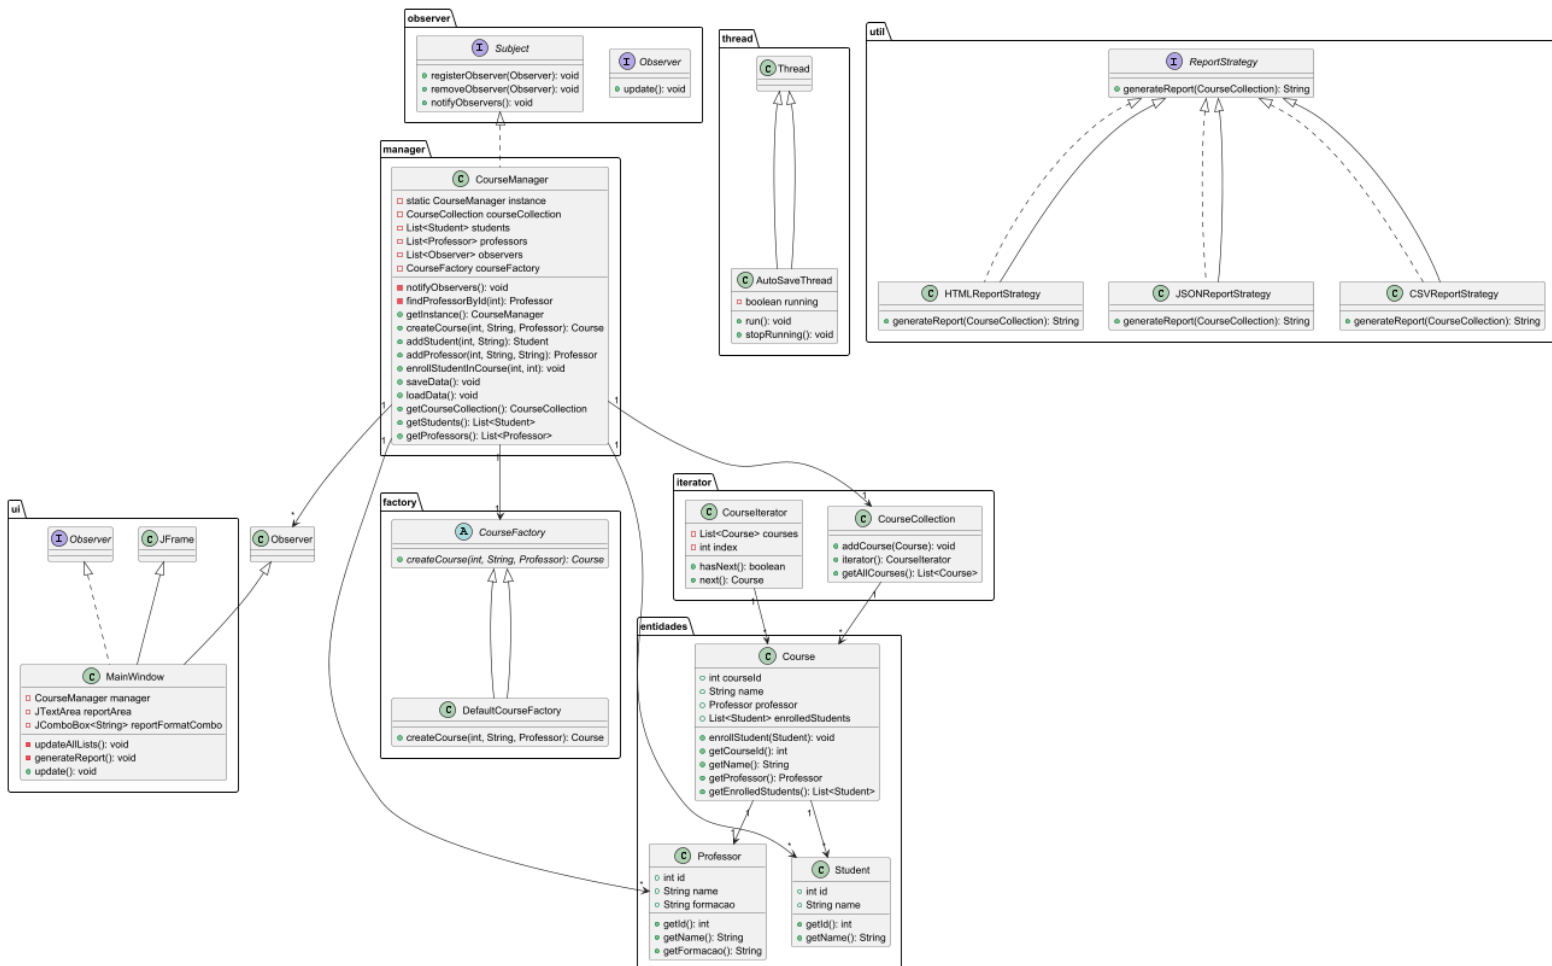 observer
I Subject
registerObserver(Observer): void
removeObserver(Observer): void
notifyObservers(): void
I Observer
update(): void
manager
C CourseManager
static CourseManager instance
CourseCollection courseCollection
List<Student> students
List<Professor> professors
List<Observer> observers
CourseFactory courseFactory
notifyObservers(): void
findProfessorById(int): Professor
getInstance(): CourseManager
createCourse(int, String, Professor): Course
addStudent(int, String): Student
addProfessor(int, String, String): Professor
enrollStudentInCourse(int, int): void
saveData(): void
loadData(): void
getCourseCollection(): CourseCollection
getStudents(): List<Student>
getProfessors(): List<Professor>
1
1
1
1
1
thread
C Thread
C AutoSaveThread
boolean running
run(): void
stopRunning(): void
util
I ReportStrategy
generateReport(CourseCollection): String
C HTMLReportStrategy
generateReport(CourseCollection): String
C JSONReportStrategy
generateReport(CourseCollection): String
C CSVReportStrategy
generateReport(CourseCollection): String
ui
I Observer
C JFrame
C MainWindow
CourseManager manager
JTextArea reportArea
JComboBox<String> reportFormatCombo
updateAllLists(): void
generateReport(): void
update(): void
*
C Observer
factory
1
A CourseFactory
createCourse(int, String, Professor): Course
C DefaultCourseFactory
createCourse(int, String, Professor): Course
iterator
C CourseIterator
List<Course> courses
int index
hasNext(): boolean
next(): Course
1
1
C CourseCollection
addCourse(Course): void
iterator(): CourseIterator
getAllCourses(): List<Course>
1
entidades
*
*
C Course
int courseId
String name
Professor professor
List<Student> enrolledStudents
enrollStudent(Student): void
getCourseId(): int
getName(): String
getProfessor(): Professor
getEnrolledStudents(): List<Student>
1
1
1
*
*
*
C Professor
int id
String name
String formacao
getId(): int
getName(): String
getFormacao(): String
C Student
int id
String name
getId(): int
getName(): String